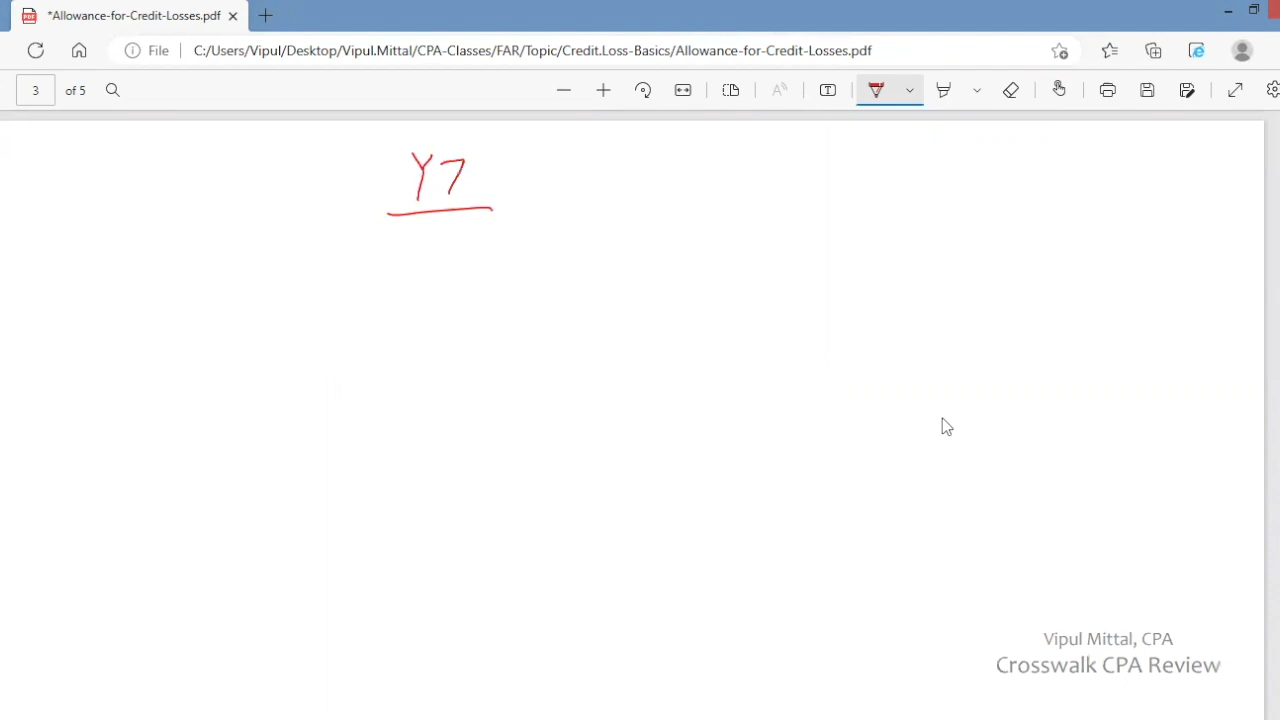 *Allowance-for-Credit-Losses.pdf
File C:/Users/Vipul/Desktop/Vipul.Mittal/CPA-Classes/FAR/Topic/Credit.Loss-Basics/Allowance-for-Credit-Losses.pdf
3 of 5
Y7
Vipul Mittal, CPA
Crosswalk CPA Review